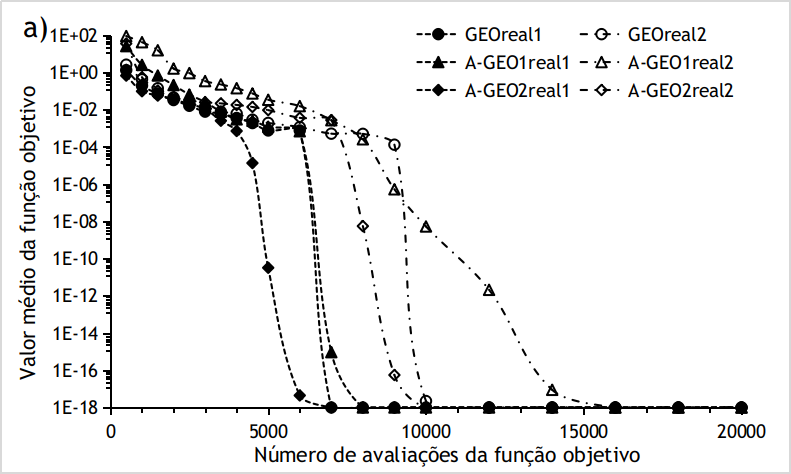 a)
GEOreal1
GEOreal2
A-GEO1real1
A-GEO1real2
A-GEO2real1
A-GEO2real2
Valor médio da função objetivo
1E+02
1E+00
1E-02
1E-04
1E-06
1E-08
1E-10
1E-12
1E-14
1E-16
1E-18
0 5000 10000 15000 20000
Número de avaliações da função objetivo